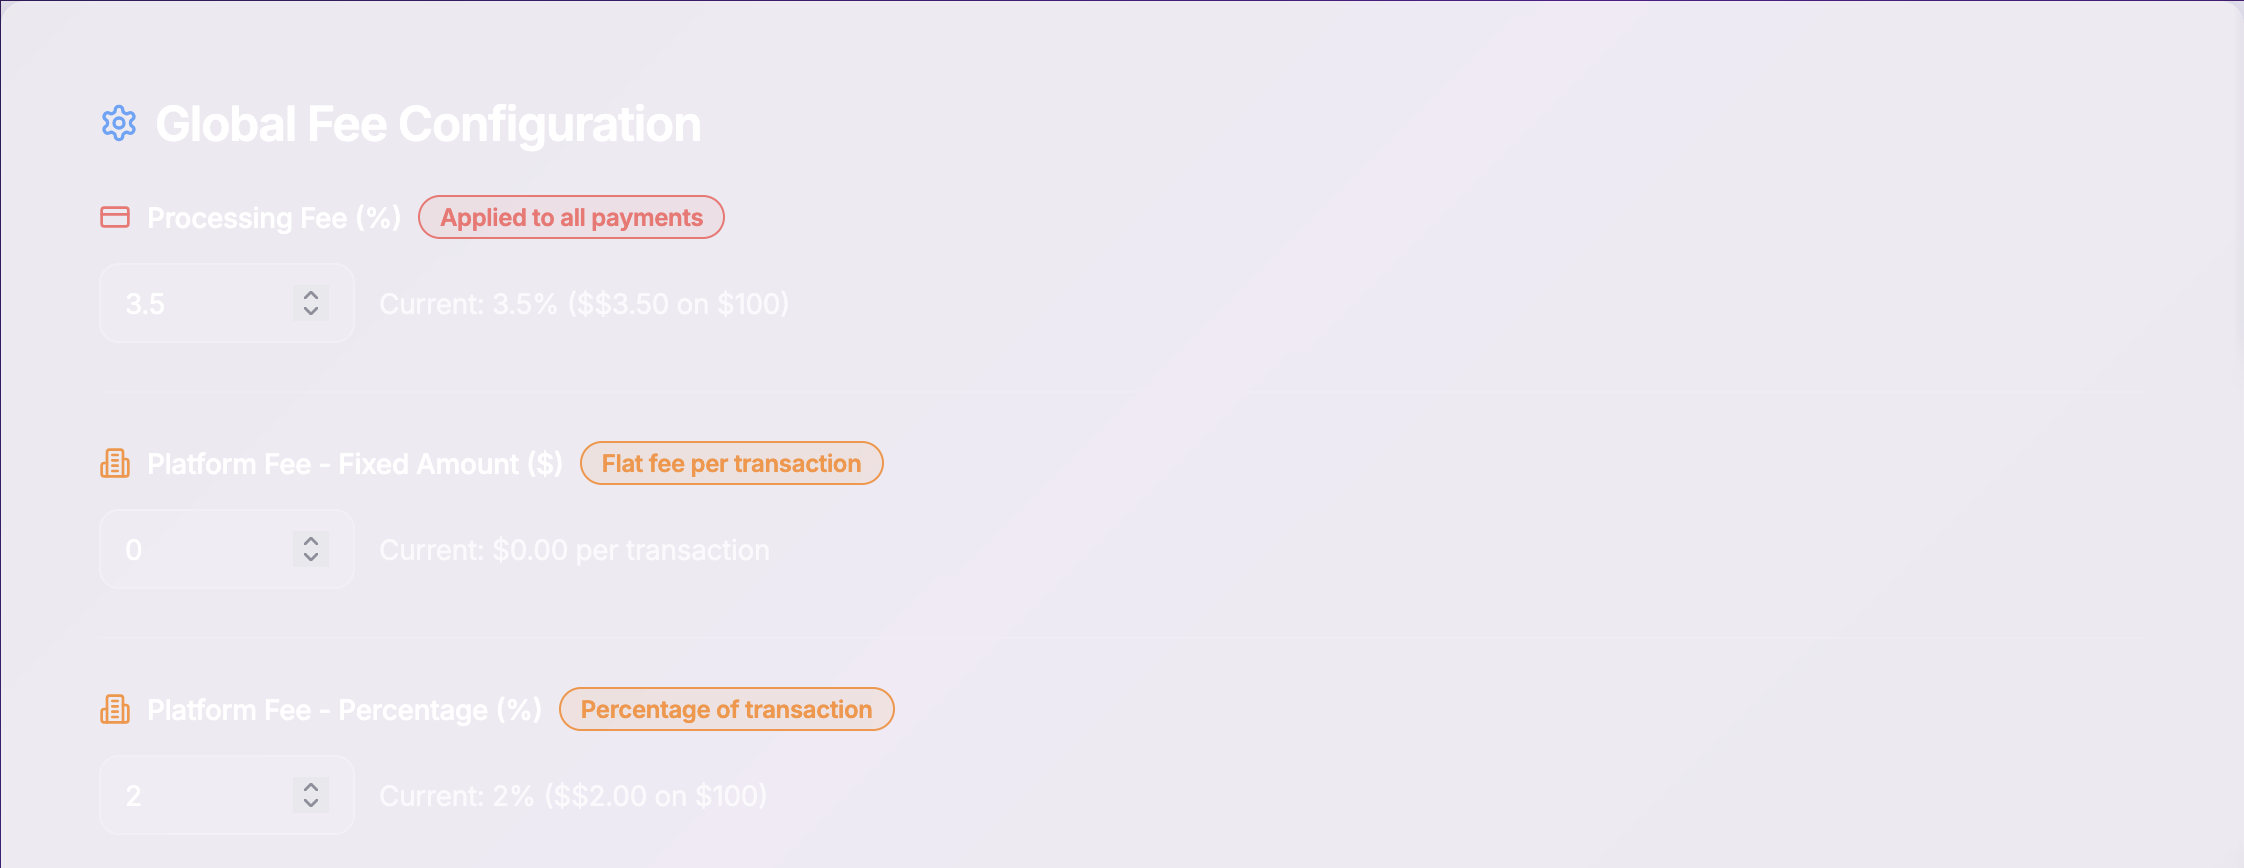 Global Fee Configuration
Processing Fee (%) Applied to all payments
3.5 Current: 3.5% ($$3.50 on $100)
Platform Fee - Fixed Amount ($) Flat fee per transaction
0 Current: $0.00 per transaction
Platform Fee - Percentage (%) Percentage of transaction
2 Current: 2% ($$2.00 on $100)